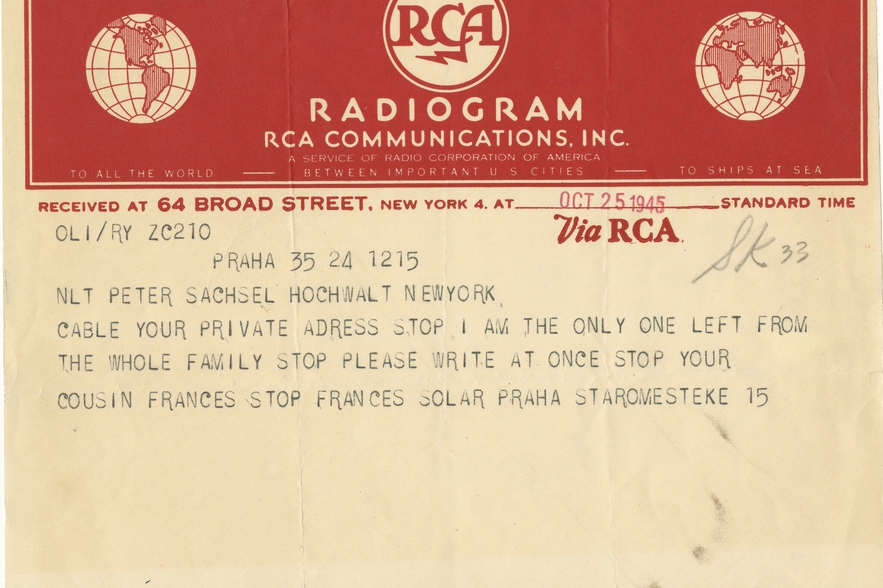 RCA
RADIOGRAM
RCA COMMUNICATIONS, INC.
A SERVICE OF RADIO CORPORATION OF AMERICA
TO ALL THE WORLD — BETWEEN IMPORTANT U S CITIES — TO SHIPS AT SEA
RECEIVED AT 64 BROAD STREET, NEW YORK 4. AT OCT 25 1945 STANDARD TIME
OLI/RY ZC210 Via RCA SK 33
PRAHA 35 24 1215
NLT PETER SACHSEL HOCHWALT NEWYORK
CABLE YOUR PRIVATE ADRESS STOP I AM THE ONLY ONE LEFT FROM
THE WHOLE FAMILY STOP PLEASE WRITE AT ONCE STOP YOUR
COUSIN FRANCES STOP FRANCES SOLAR PRAHA STAROMESTEKE 15